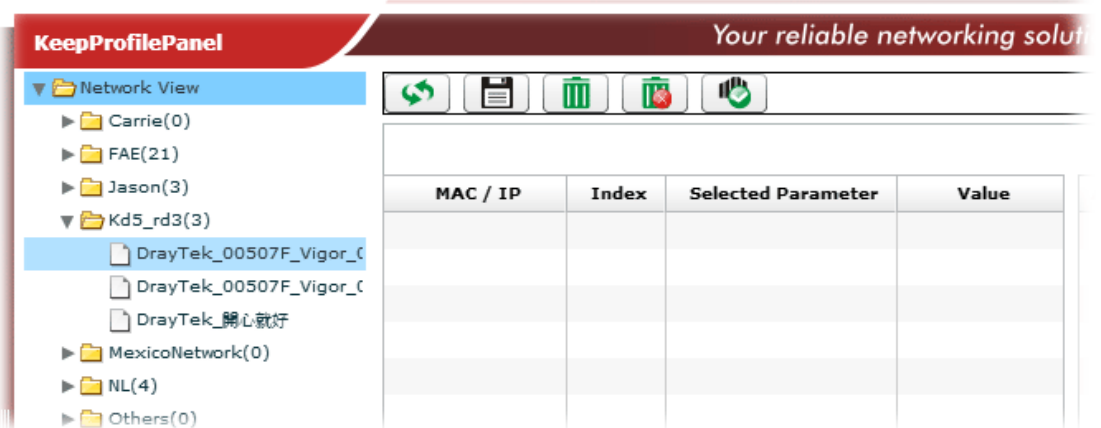 KeepProfilePanel
Your reliable networking solut
Network View
Carrie(0)
FAE(21)
Jason(3)
Kd5_rd3(3)
DrayTek_00507F_Vigor_0
DrayTek_00507F_Vigor_0
DrayTek_開心就好
MexicoNetwork(0)
NL(4)
Others(0)
MAC / IP Index Selected Parameter Value